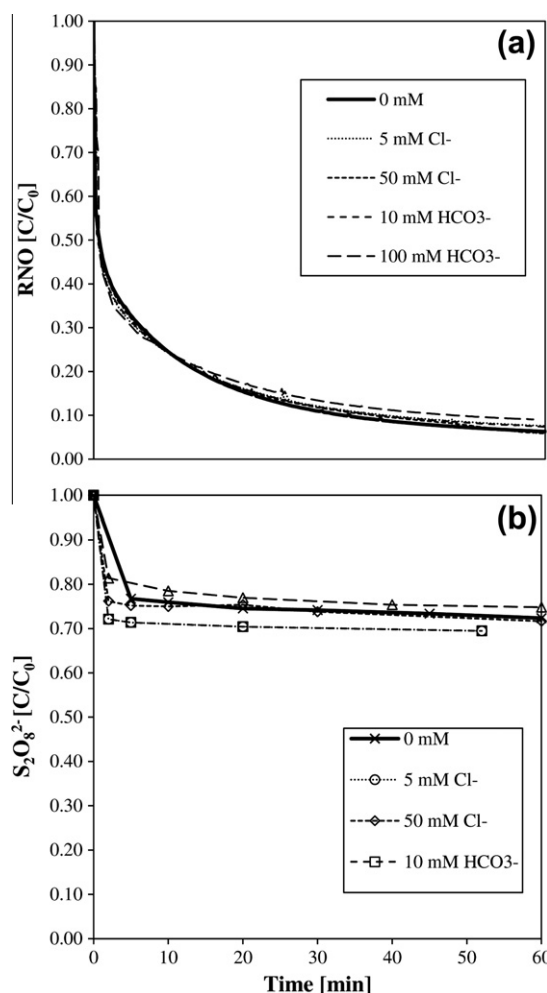 (a)
1.00
0.90
0.80
0.70
0.60
0.50
0.40
0.30
0.20
0.10
0.00
RNO [C/C0]
0 mM
5 mM Cl-
50 mM Cl-
10 mM HCO3-
100 mM HCO3-
(b)
1.00
0.90
0.80
0.70
0.60
0.50
0.40
0.30
0.20
0.10
0.00
S2O82- [C/C0]
0 mM
5 mM Cl-
50 mM Cl-
10 mM HCO3-
0 10 20 30 40 50 60
Time [min]